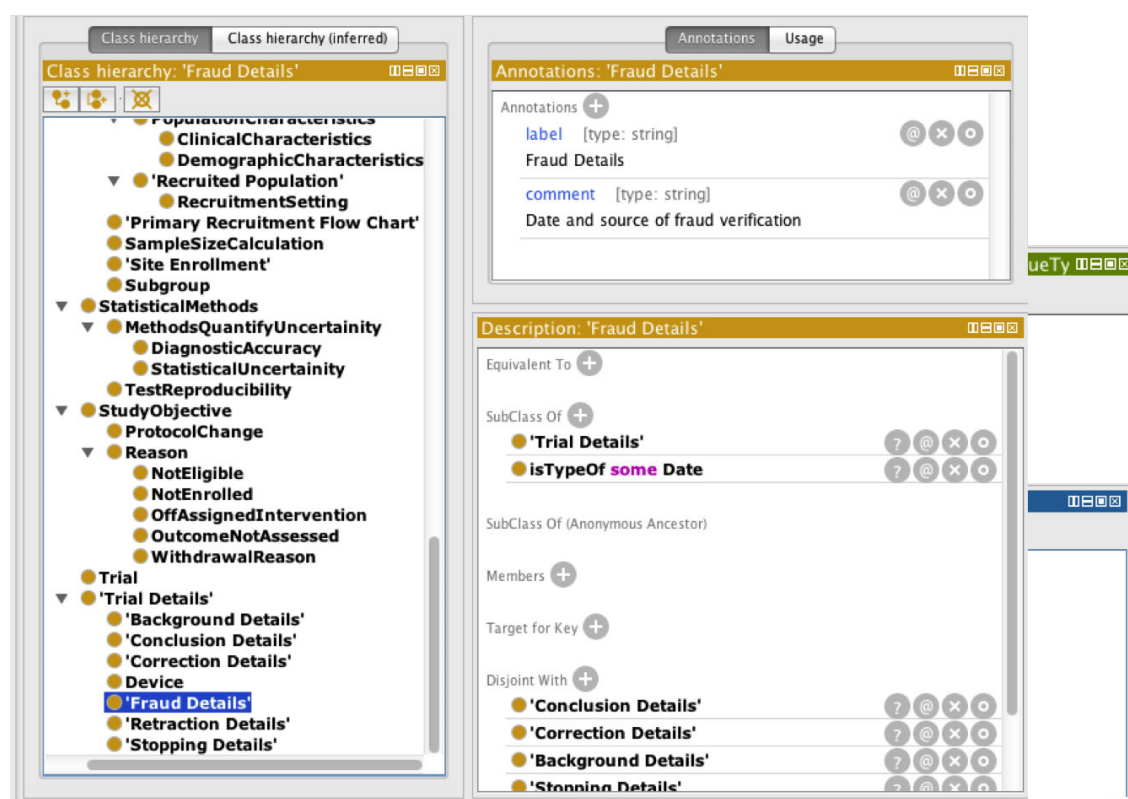 Class hierarchy Class hierarchy (inferred)
Class hierarchy: 'Fraud Details'
PopulationCharacteristics
ClinicalCharacteristics
DemographicCharacteristics
'Recruited Population'
RecruitmentSetting
'Primary Recruitment Flow Chart'
SampleSizeCalculation
'Site Enrollment'
Subgroup
StatisticalMethods
MethodsQuantifyUncertainity
DiagnosticAccuracy
StatisticalUncertainity
TestReproducibility
StudyObjective
ProtocolChange
Reason
NotEligible
NotEnrolled
OffAssignedIntervention
OutcomeNotAssessed
WithdrawalReason
Trial
'Trial Details'
'Background Details'
'Conclusion Details'
'Correction Details'
Device
'Fraud Details'
'Retraction Details'
'Stopping Details'
Annotations Usage
Annotations: 'Fraud Details'
Annotations
label [type: string]
Fraud Details
comment [type: string]
Date and source of fraud verification
Description: 'Fraud Details'
Equivalent To
SubClass Of
'Trial Details'
isTypeOf some Date
SubClass Of (Anonymous Ancestor)
Members
Target for Key
Disjoint With
'Conclusion Details'
'Correction Details'
'Background Details'
'Stopping Details'
ueTy